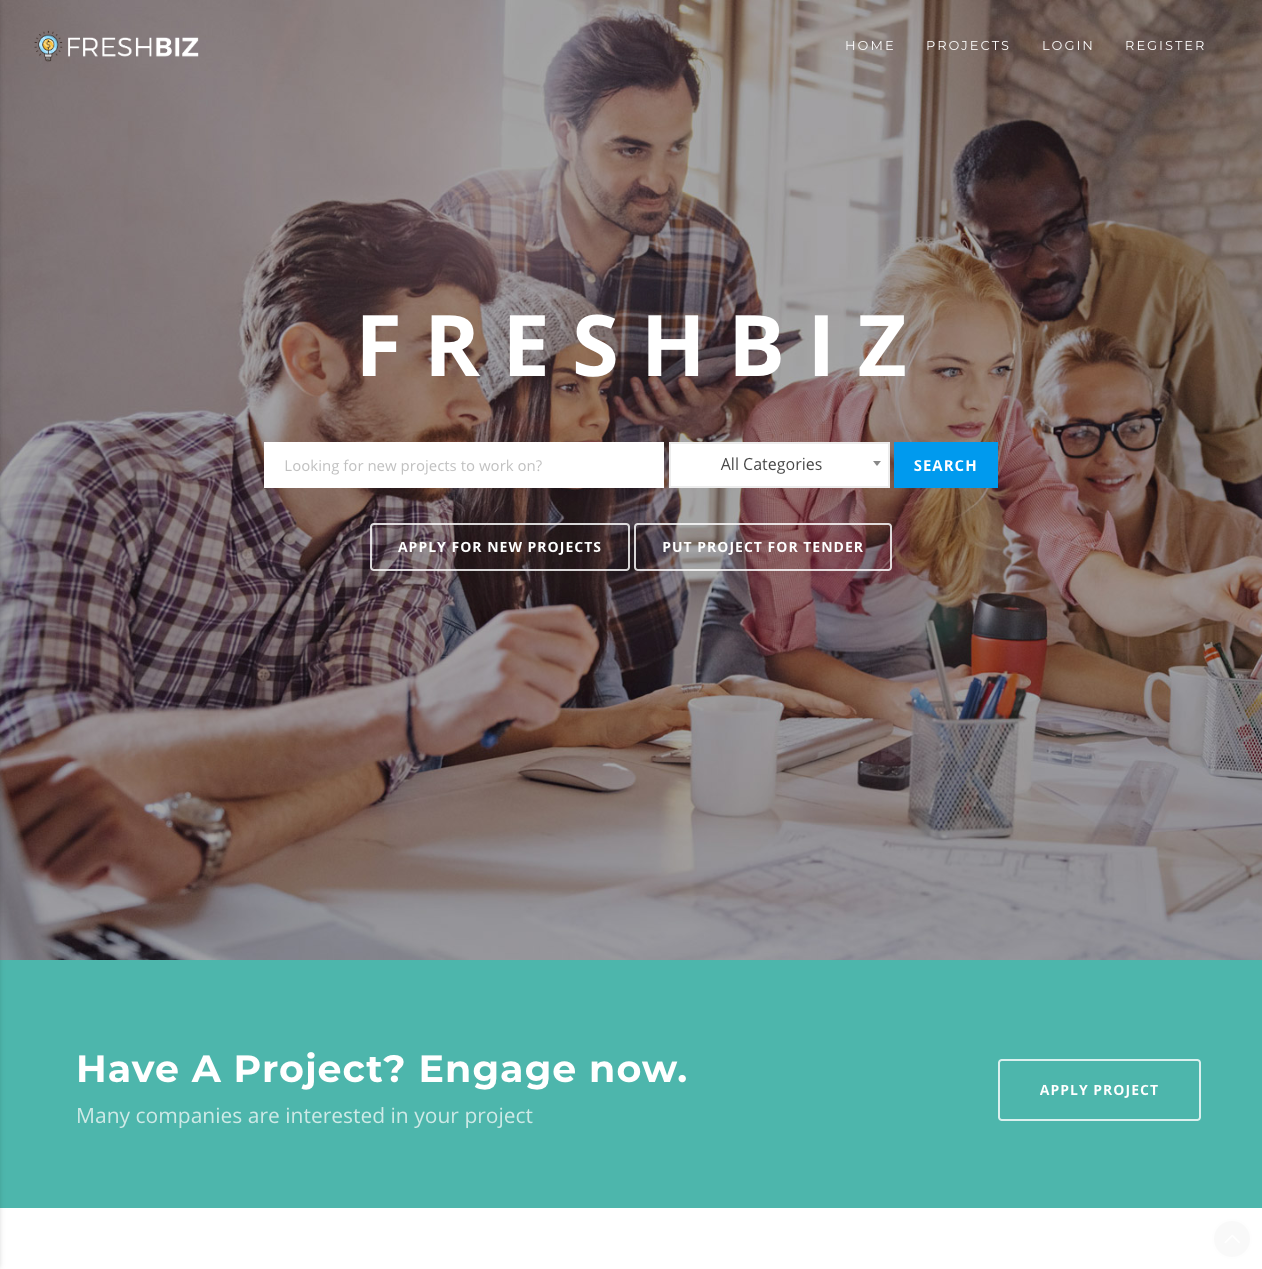 FRESHBIZ
HOME PROJECTS LOGIN REGISTER
FRESHBIZ
Looking for new projects to work on? All Categories SEARCH
APPLY FOR NEW PROJECTS PUT PROJECT FOR TENDER
Have A Project? Engage now.
Many companies are interested in your project
APPLY PROJECT